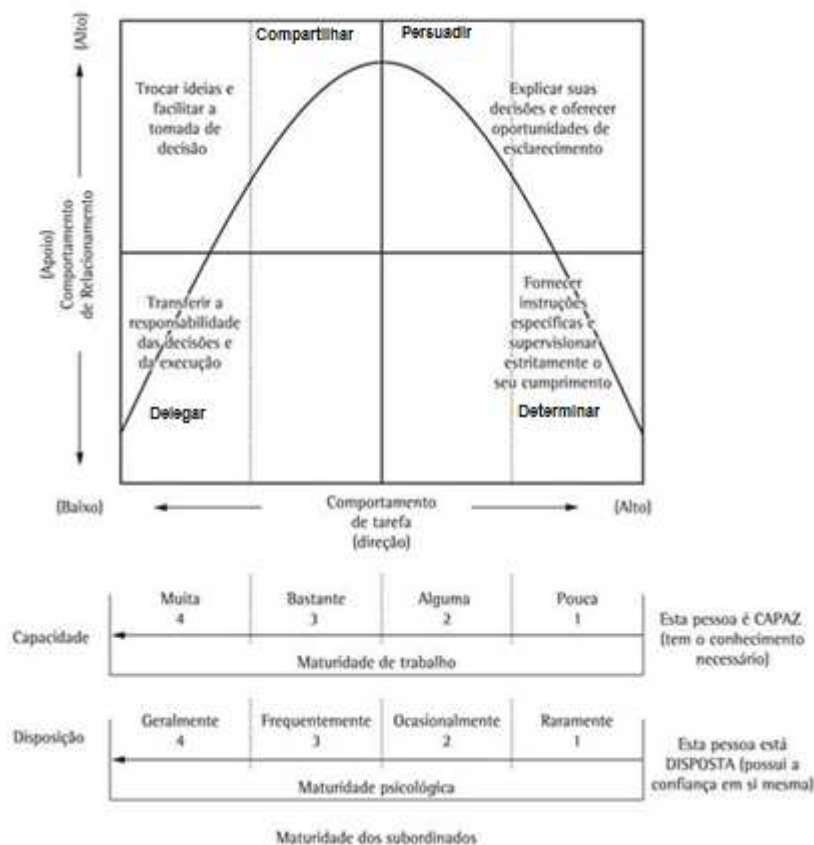 (Alto)
Compartilhar
Persuadir
Trocar ideias e
facilitar a
tomada de
decisão
Explicar suas
decisões e oferecer
oportunidades de
esclarecimento
(Apoio)
Comportamento
de Relacionamento
Transferir a
responsabilidade
das decisões e
da execução
Fornecer
instruções
específicas e
supervisionar
estritamente o
seu cumprimento
Delegar
Determinar
(Baixo)
Comportamento
de tarefa
(direção)
(Alto)
Capacidade
Muita
4
Bastante
3
Alguma
2
Pouca
1
Maturidade de trabalho
Esta pessoa é CAPAZ
(tem o conhecimento
necessário)
Disposição
Geralmente
4
Frequentemente
3
Ocasionalmente
2
Raramente
1
Maturidade psicológica
Esta pessoa está
DISPOSTA (possui a
confiança em si mesma)
Maturidade dos subordinados